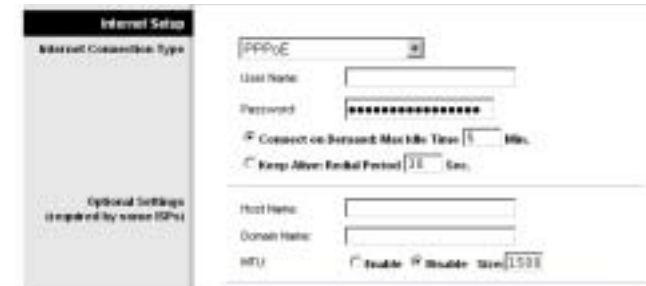 Internet Setup
Internet Connection Type
PPPoE
User Name:
Password:
••••••••••••••••
Connect on Demand: Max Idle Time 5 Min.
Keep Alive: Redial Period 30 Sec.
Optional Settings
(required by some ISPs)
Host Name:
Domain Name:
MTU:
Enable Disable Size: 1500